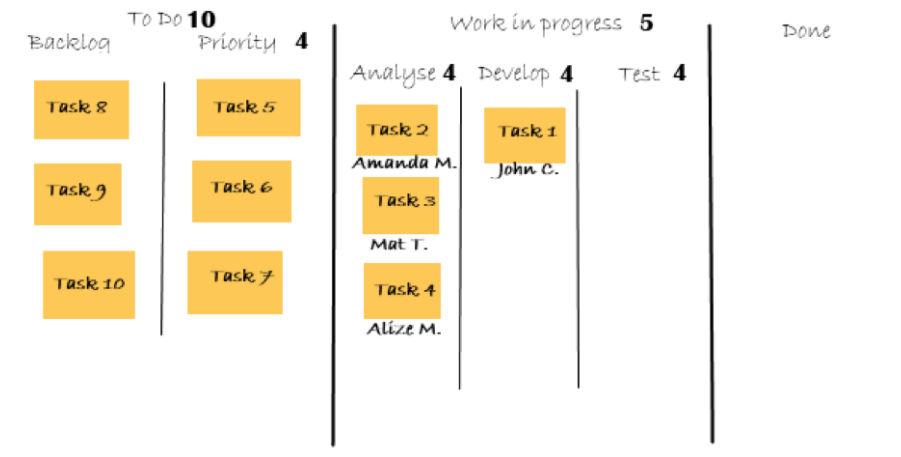 To Do 10
Work in progress 5
Done
Backlog
Priority 4
Analyse 4
Develop 4
Test 4
Task 8
Task 9
Task 10
Task 5
Task 6
Task 7
Task 2
Amanda M.
Task 3
Mat T.
Task 4
Alize M.
Task 1
John C.